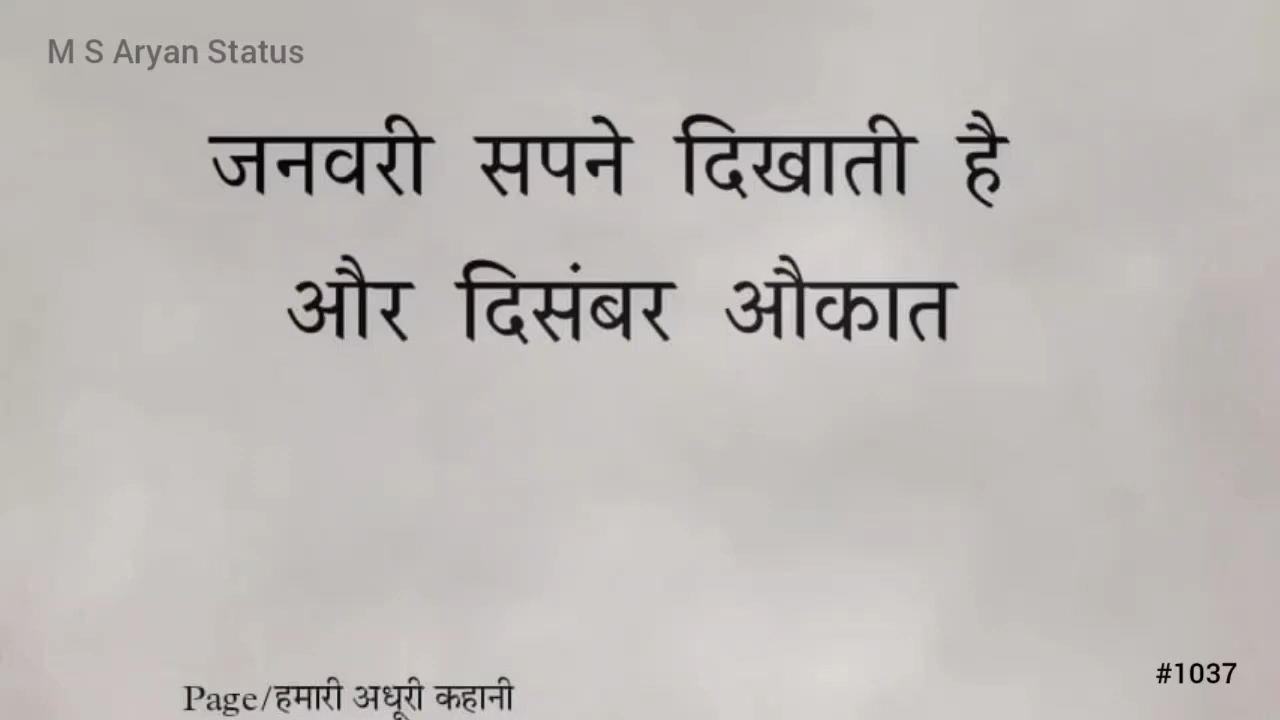 M S Aryan Status
जनवरी सपने दिखाती है
और दिसंबर औकात
#1037
Page/हमारी अधूरी कहानी